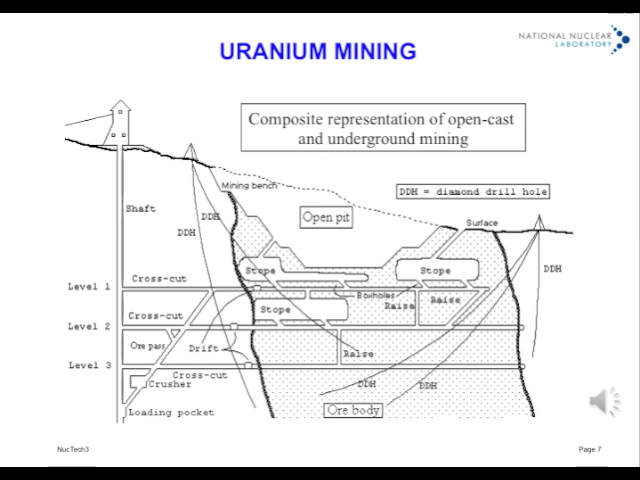 URANIUM MINING
NATIONAL NUCLEAR
LABORATORY
Composite representation of open-cast
and underground mining
Mining bench
DDH = diamond drill hole
Shaft
DDH
Open pit
Surface
DDH
DDH
Stope
Stope
Level 1
Cross-cut
Boxholes
Raise
Raise
Stope
Cross-cut
Level 2
Ore pass
Drift
Raise
Level 3
Cross-cut
Crusher
DDH
DDH
Loading pocket
Ore body
NucTech3
Page 7